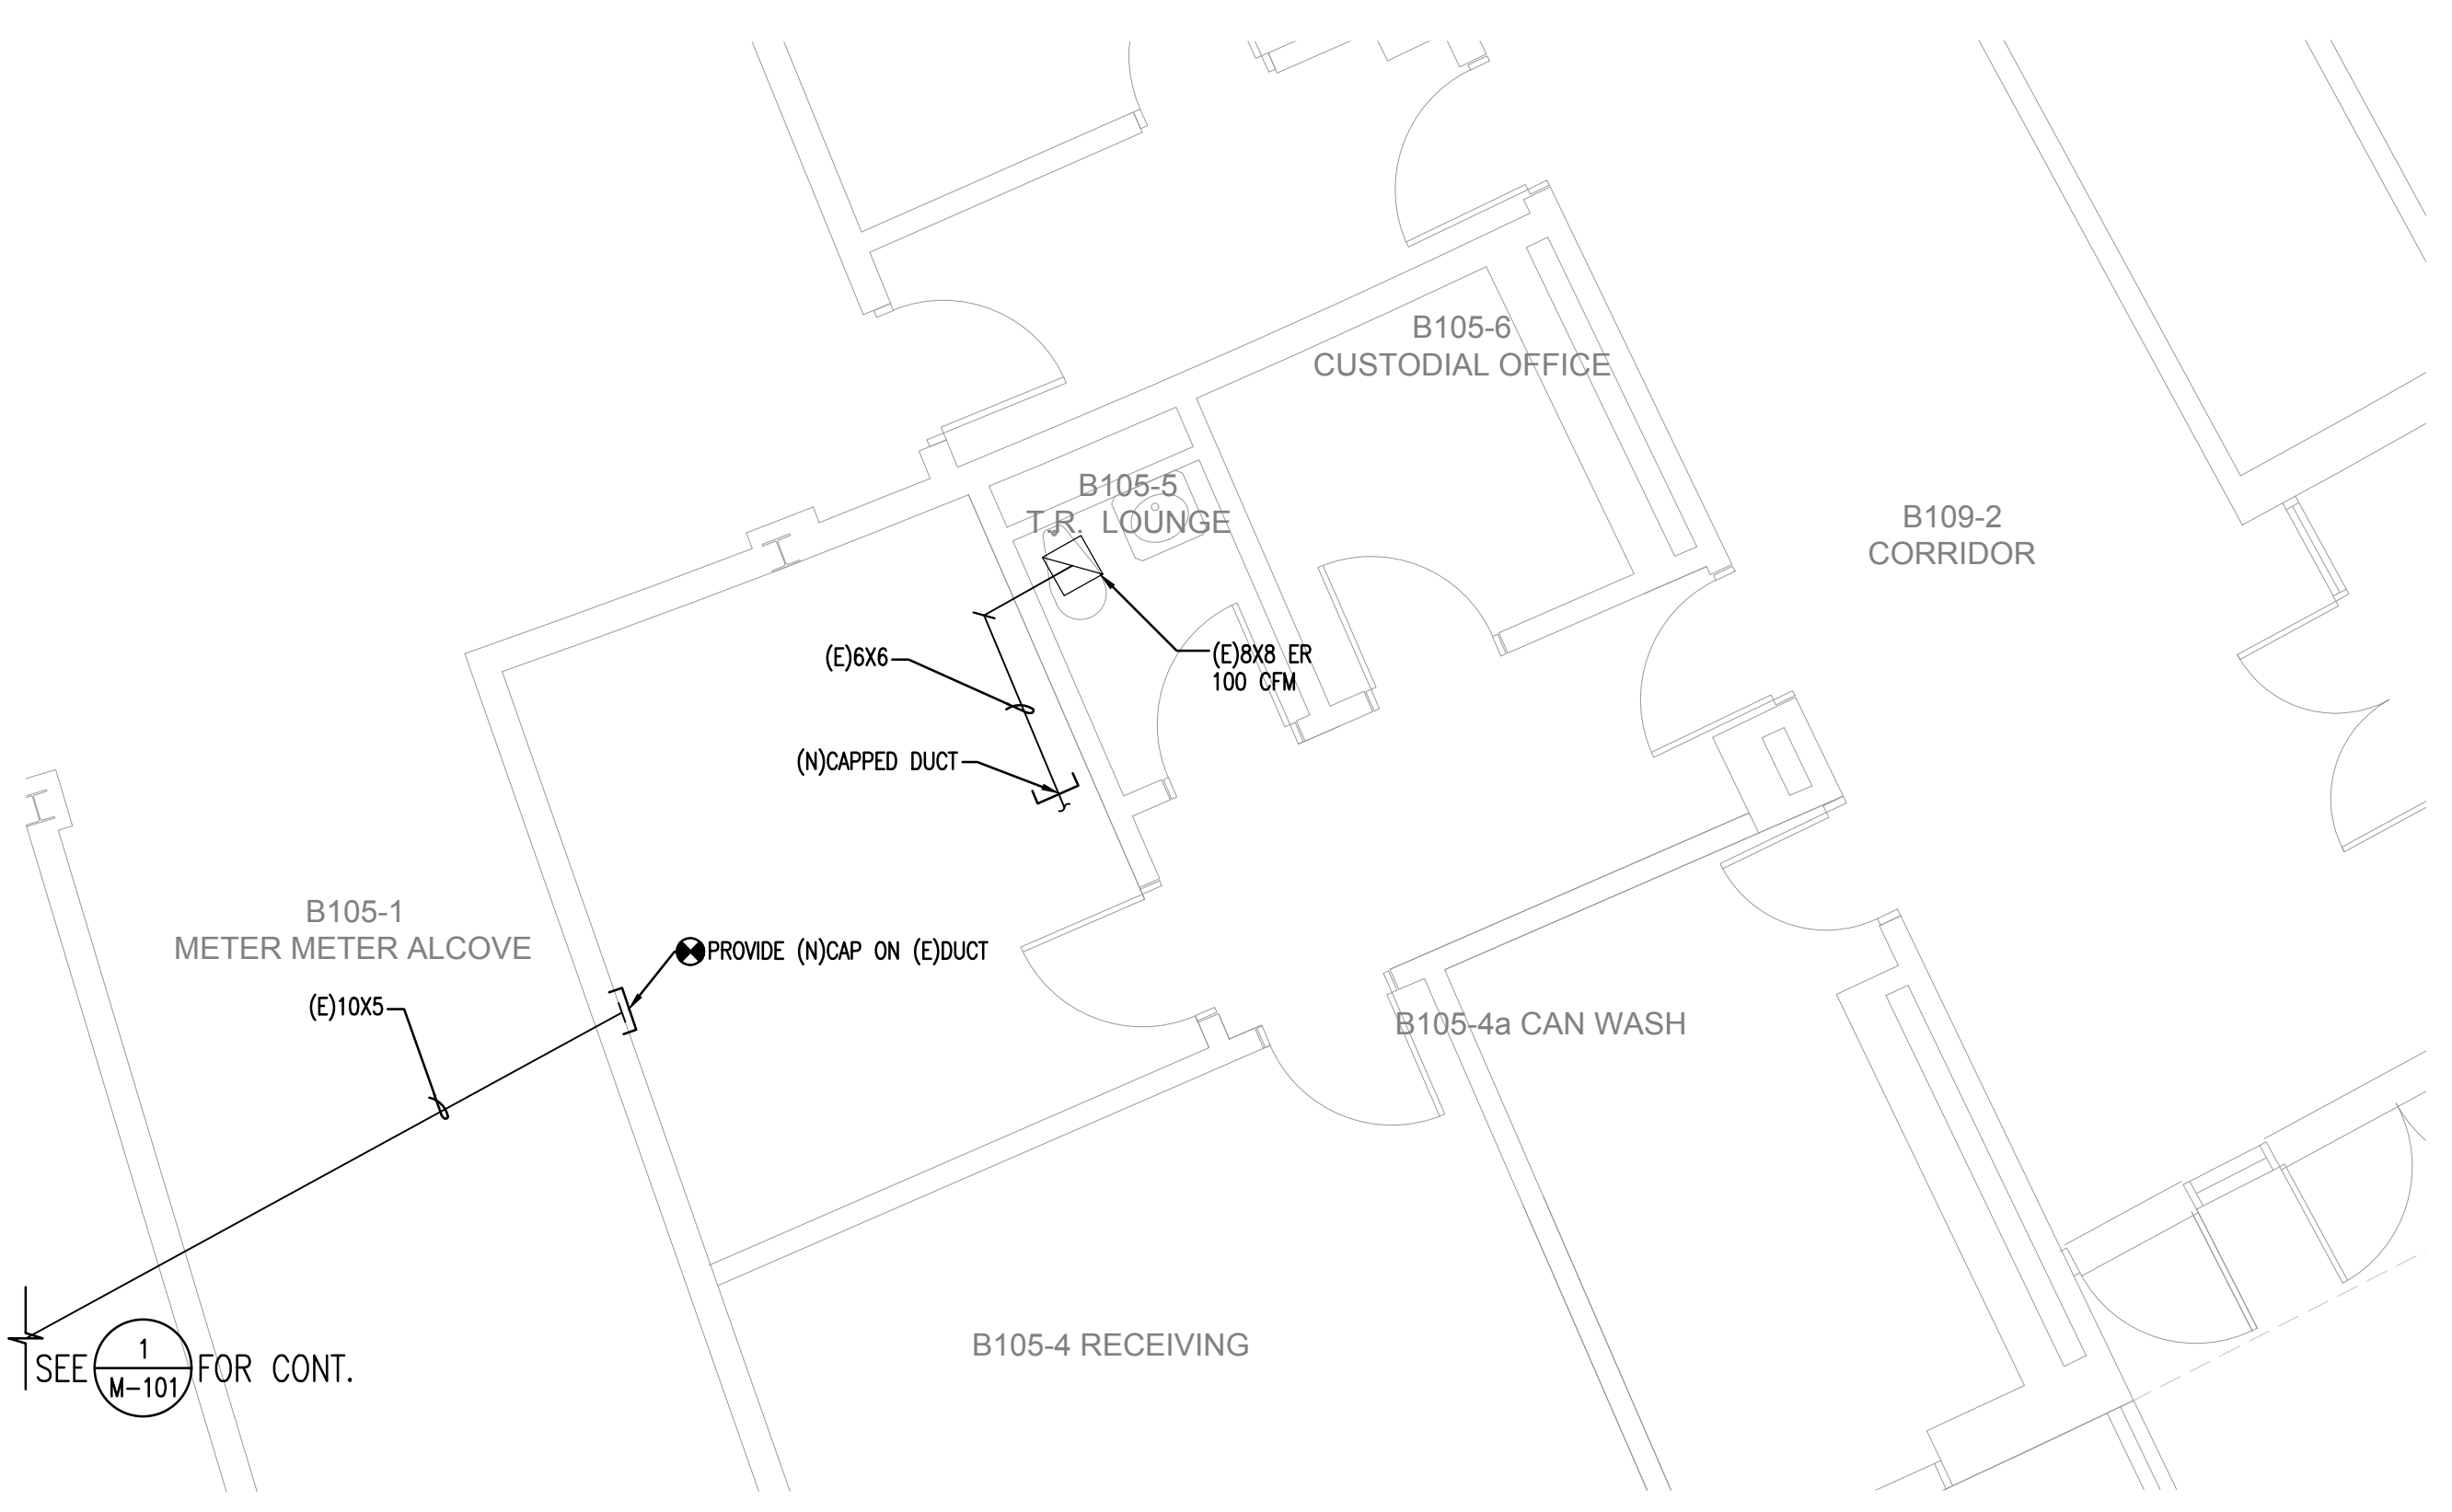 B105-6
CUSTODIAL OFFICE
B105-5
T.R. LOUNGE
B109-2
CORRIDOR
(E)6X6
(E)8X8 ER
100 CFM
(N)CAPPED DUCT
B105-1
METER METER ALCOVE
PROVIDE (N)CAP ON (E)DUCT
(E)10X5
B105-4a CAN WASH
B105-4 RECEIVING
SEE 1 FOR CONT.
M-101